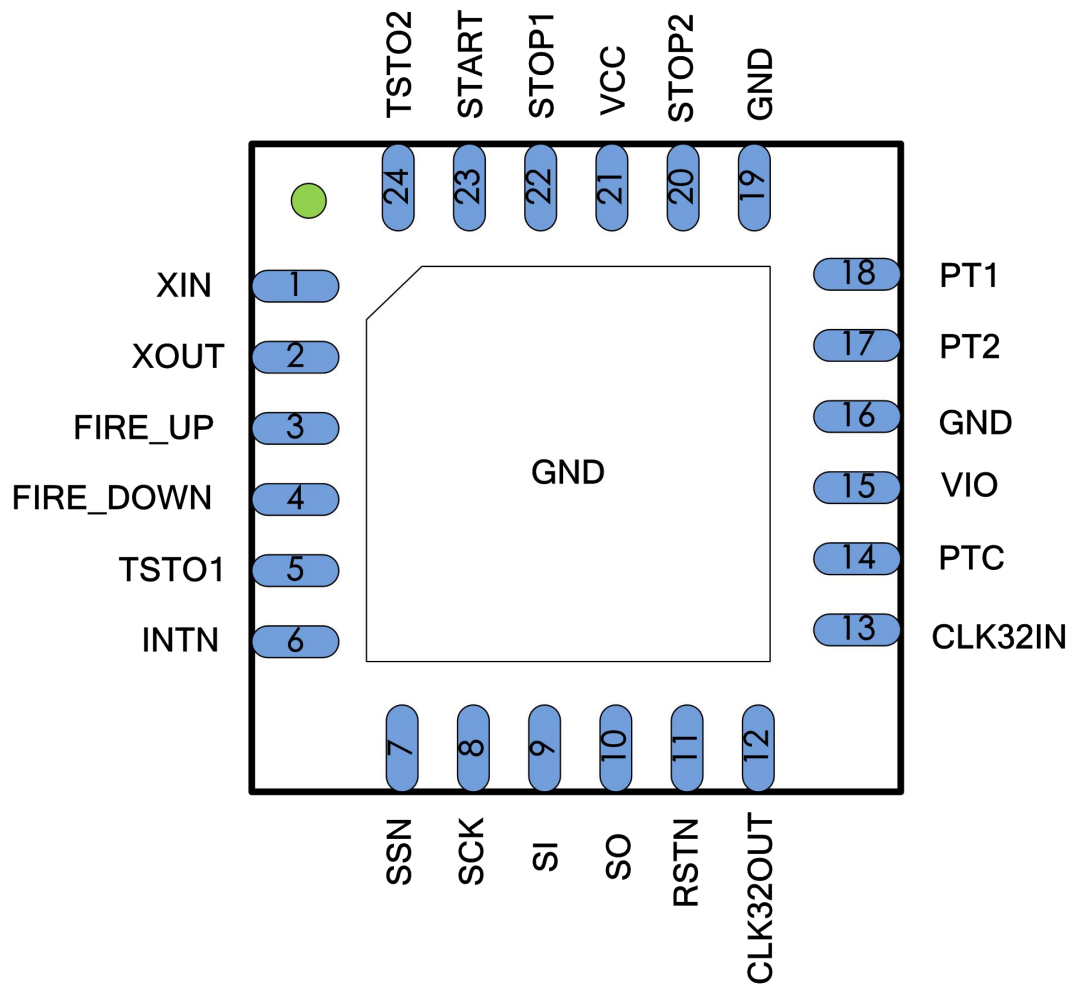 TSTO2
START
STOP1
VCC
STOP2
GND
24
23
22
21
20
19
XIN 1
XOUT 2
FIRE_UP 3
FIRE_DOWN 4
TSTO1 5
INTN 6
GND
18 PT1
17 PT2
16 GND
15 VIO
14 PTC
13 CLK32IN
7
8
9
10
11
12
SSN
SCK
SI
SO
RSTN
CLK32OUT